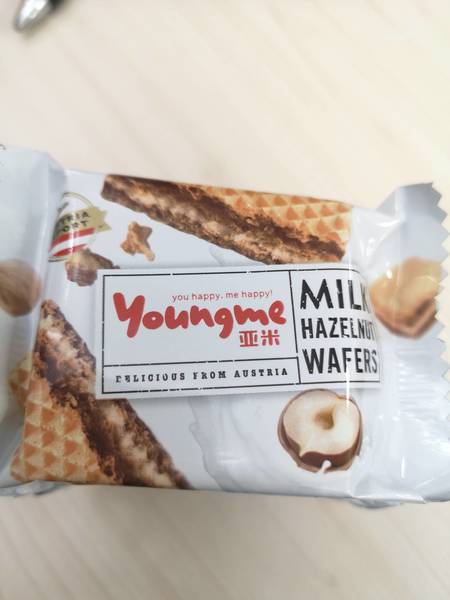 you happy, me happy!
Youngme
亚米
DELICIOUS FROM AUSTRIA
MILK
HAZELNUT
WAFERS